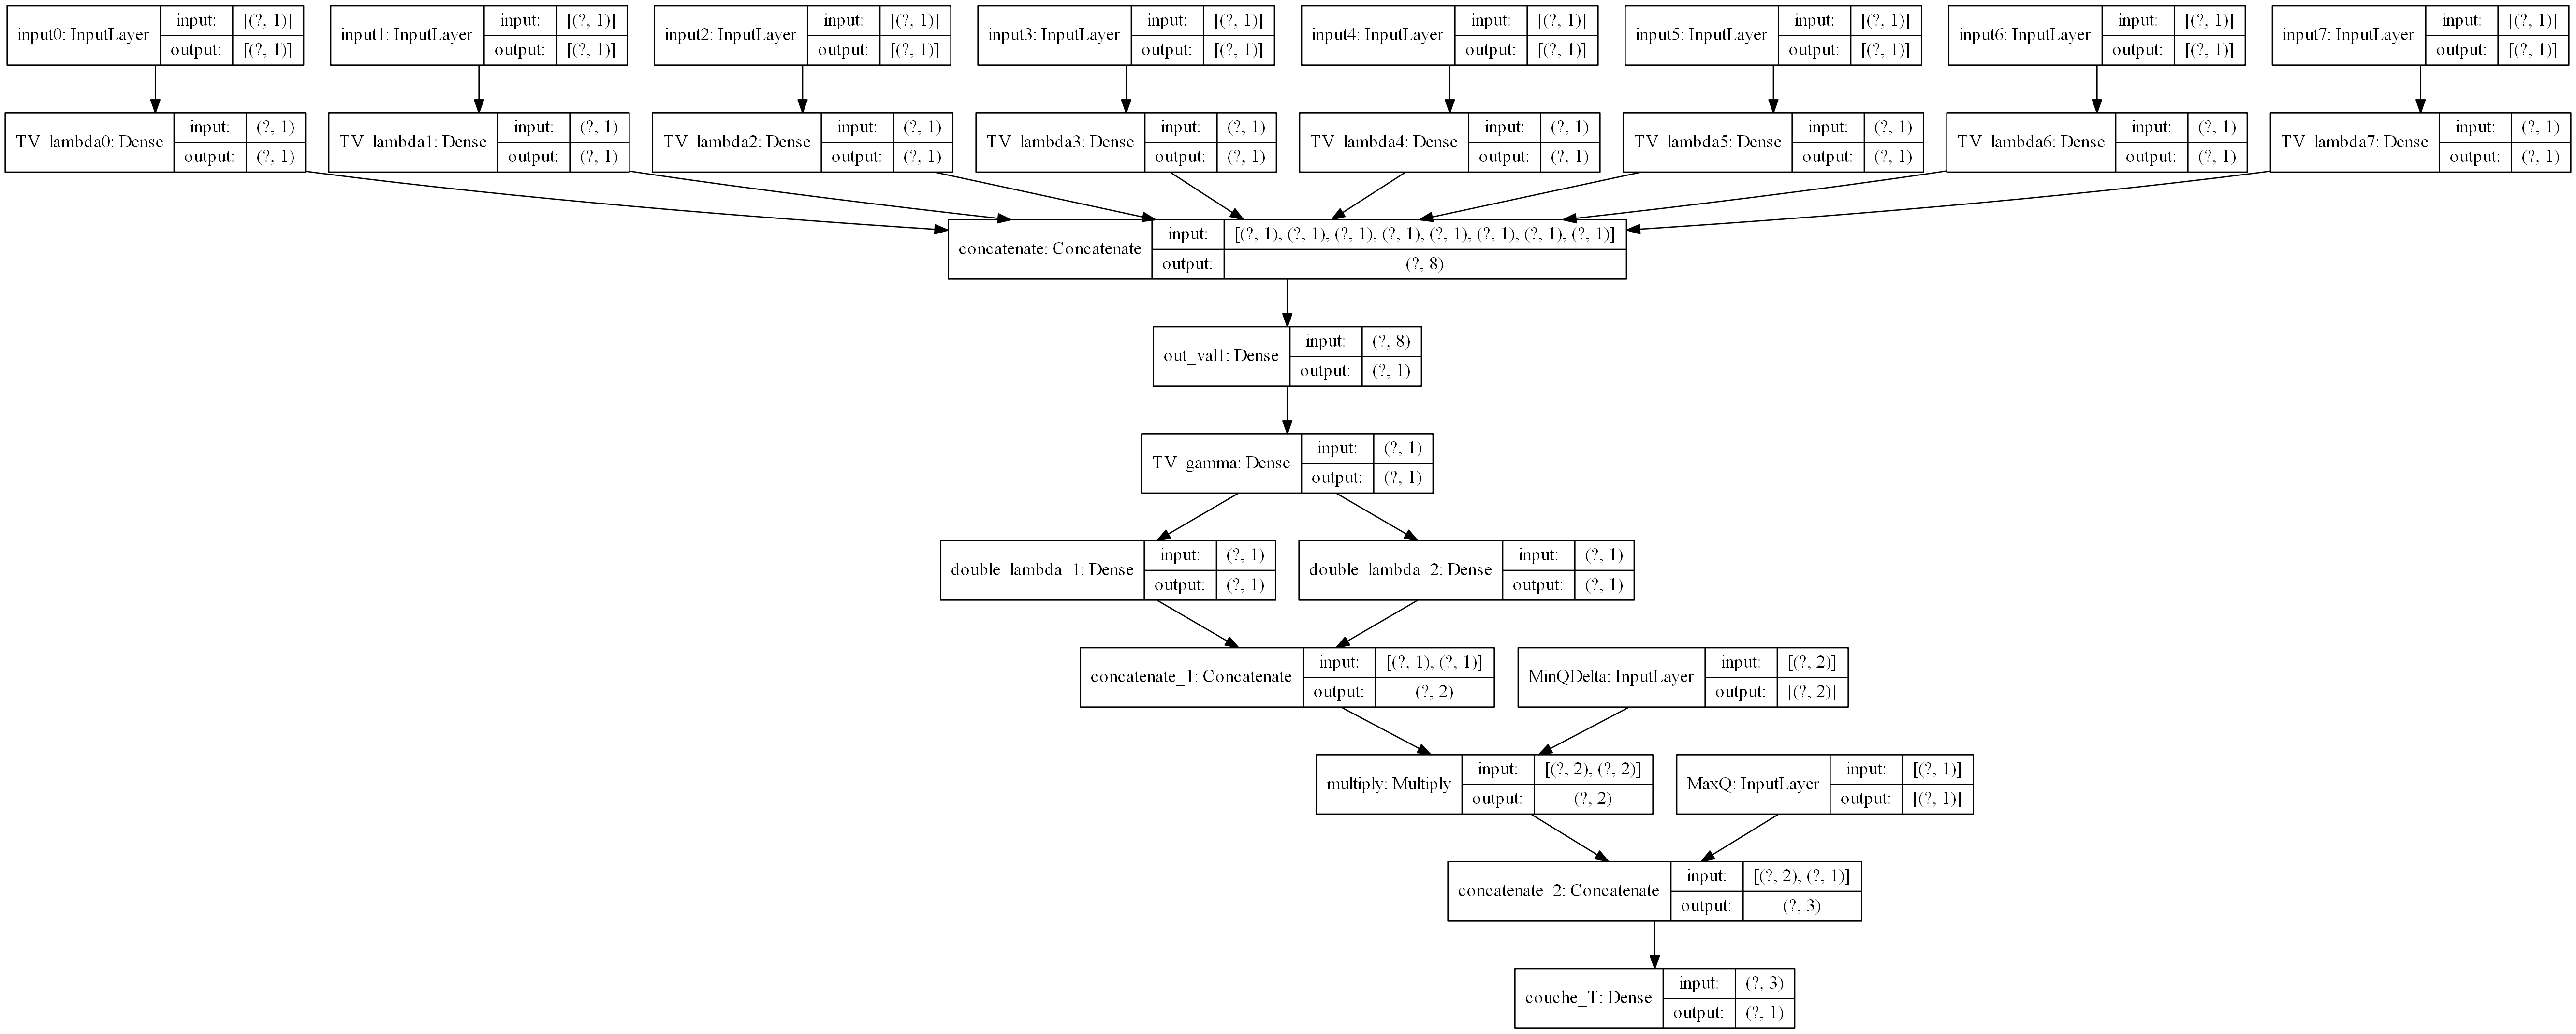 input0: InputLayer input: [(?, 1)] output: [(?, 1)]
input1: InputLayer input: [(?, 1)] output: [(?, 1)]
input2: InputLayer input: [(?, 1)] output: [(?, 1)]
input3: InputLayer input: [(?, 1)] output: [(?, 1)]
input4: InputLayer input: [(?, 1)] output: [(?, 1)]
input5: InputLayer input: [(?, 1)] output: [(?, 1)]
input6: InputLayer input: [(?, 1)] output: [(?, 1)]
input7: InputLayer input: [(?, 1)] output: [(?, 1)]
TV_lambda0: Dense input: (?, 1) output: (?, 1)
TV_lambda1: Dense input: (?, 1) output: (?, 1)
TV_lambda2: Dense input: (?, 1) output: (?, 1)
TV_lambda3: Dense input: (?, 1) output: (?, 1)
TV_lambda4: Dense input: (?, 1) output: (?, 1)
TV_lambda5: Dense input: (?, 1) output: (?, 1)
TV_lambda6: Dense input: (?, 1) output: (?, 1)
TV_lambda7: Dense input: (?, 1) output: (?, 1)
concatenate: Concatenate input: [(?, 1), (?, 1), (?, 1), (?, 1), (?, 1), (?, 1), (?, 1), (?, 1)] output: (?, 8)
out_val1: Dense input: (?, 8) output: (?, 1)
TV_gamma: Dense input: (?, 1) output: (?, 1)
double_lambda_1: Dense input: (?, 1) output: (?, 1)
double_lambda_2: Dense input: (?, 1) output: (?, 1)
concatenate_1: Concatenate input: [(?, 1), (?, 1)] output: (?, 2)
MinQDelta: InputLayer input: [(?, 2)] output: [(?, 2)]
multiply: Multiply input: [(?, 2), (?, 2)] output: (?, 2)
MaxQ: InputLayer input: [(?, 1)] output: [(?, 1)]
concatenate_2: Concatenate input: [(?, 2), (?, 1)] output: (?, 3)
couche_T: Dense input: (?, 3) output: (?, 1)